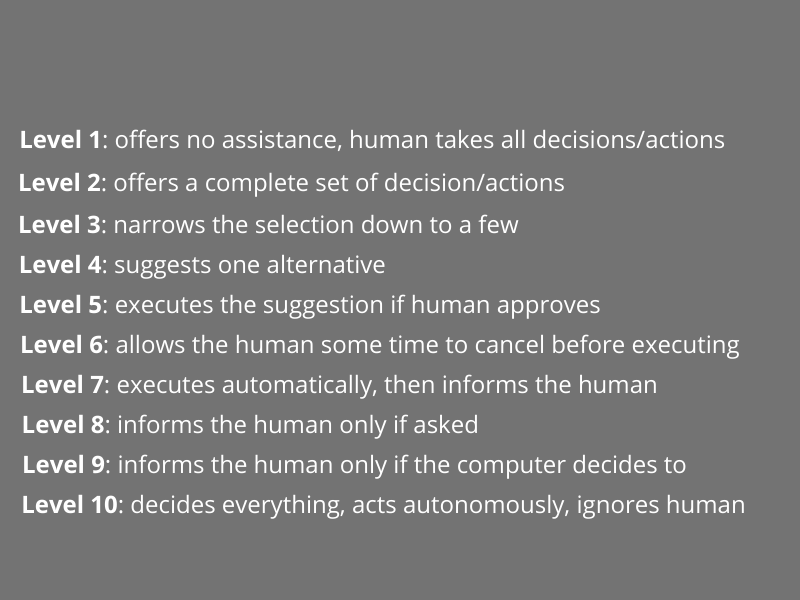 Level 1: offers no assistance, human takes all decisions/actions
Level 2: offers a complete set of decision/actions
Level 3: narrows the selection down to a few
Level 4: suggests one alternative
Level 5: executes the suggestion if human approves
Level 6: allows the human some time to cancel before executing
Level 7: executes automatically, then informs the human
Level 8: informs the human only if asked
Level 9: informs the human only if the computer decides to
Level 10: decides everything, acts autonomously, ignores human